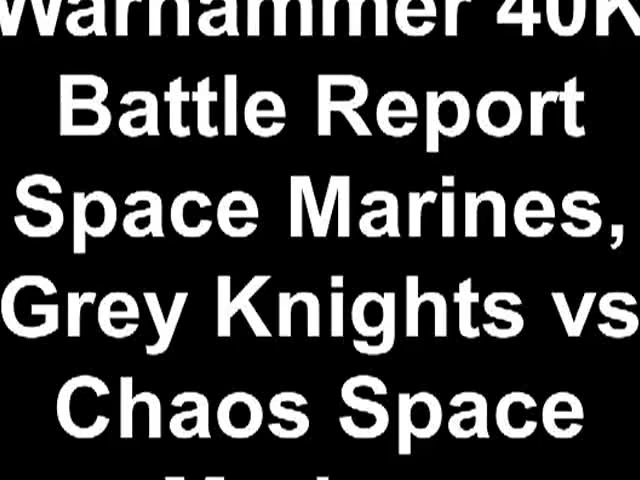 Warhammer 40K
Battle Report
Space Marines,
Grey Knights vs
Chaos Space